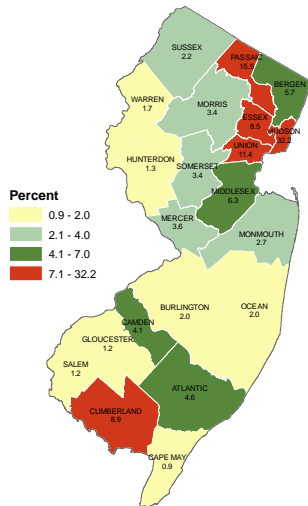 SUSSEX
2.2
PASSAIC
15.5
BERGEN
5.7
WARREN
1.7
MORRIS
3.4
ESSEX
8.5
HUDSON
32.2
UNION
11.4
HUNTERDON
1.3
SOMERSET
3.4
MIDDLESEX
6.3
MERCER
3.6
MONMOUTH
2.7
Percent
0.9 - 2.0
2.1 - 4.0
4.1 - 7.0
7.1 - 32.2
BURLINGTON
2.0
OCEAN
2.0
CAMDEN
4.1
GLOUCESTER
1.2
SALEM
1.2
ATLANTIC
4.6
CUMBERLAND
8.9
CAPE MAY
0.9